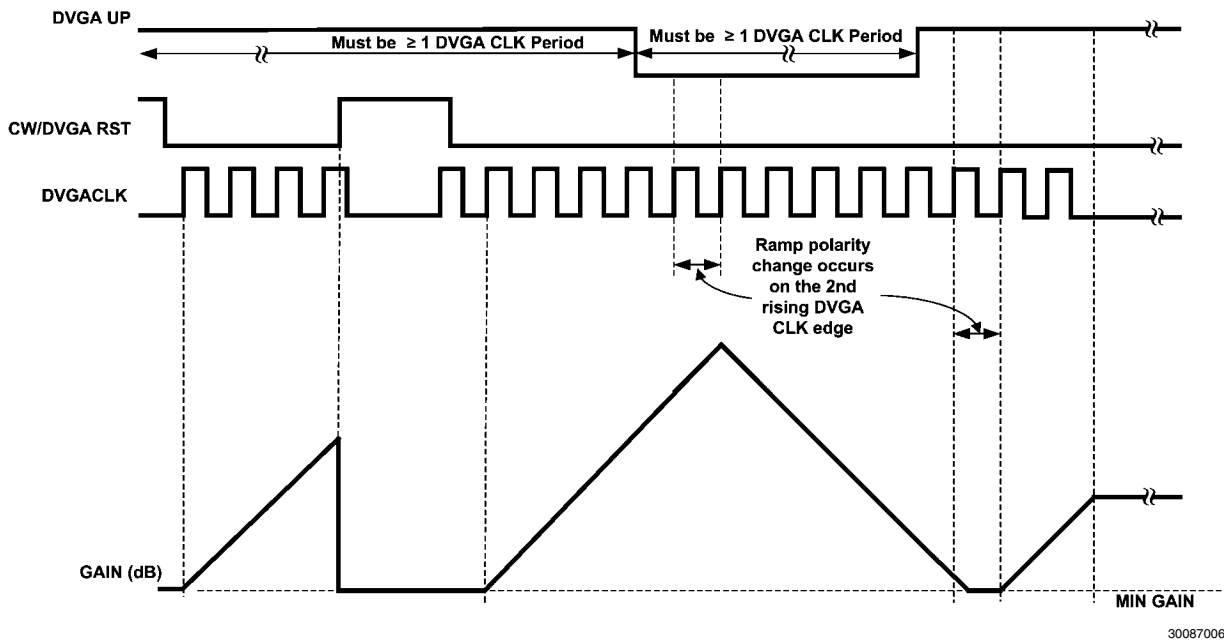 DVGA UP
Must be ≥ 1 DVGA CLK Period
Must be ≥ 1 DVGA CLK Period
CW/DVGA RST
DVGACLK
Ramp polarity
change occurs
on the 2nd
rising DVGA
CLK edge
GAIN (dB)
MIN GAIN
30087006